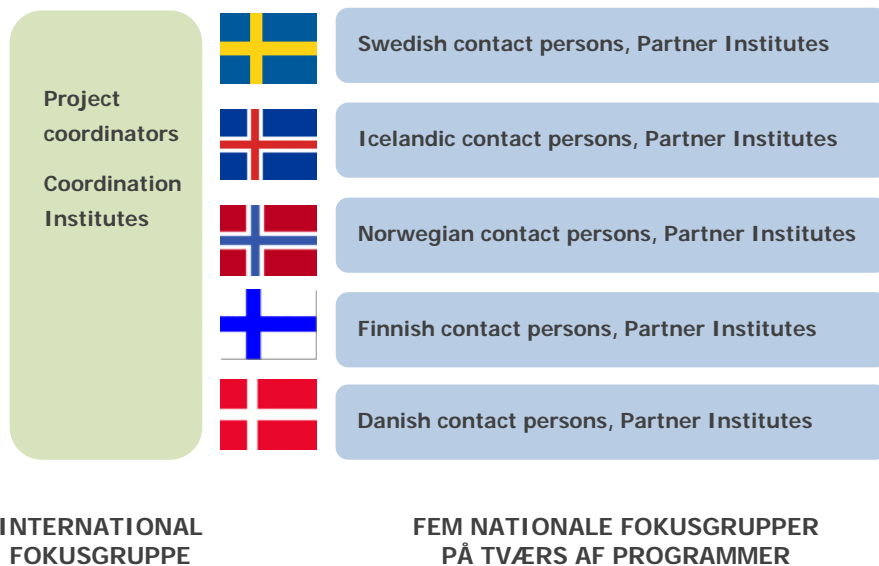 Project
coordinators
Coordination
Institutes
Swedish contact persons, Partner Institutes
Icelandic contact persons, Partner Institutes
Norwegian contact persons, Partner Institutes
Finnish contact persons, Partner Institutes
Danish contact persons, Partner Institutes
INTERNATIONAL
FOKUSGRUPPE
FEM NATIONALE FOKUSGRUPPER
PÅ TVÆRS AF PROGRAMMER